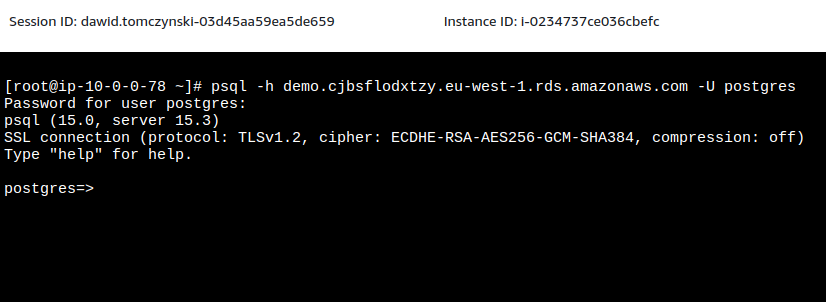 Session ID: dawid.tomczynski-03d45aa59ea5de659 Instance ID: i-0234737ce036cbefc
[root@ip-10-0-0-78 ~]# psql -h demo.cjbsflodxtzy.eu-west-1.rds.amazonaws.com -U postgres
Password for user postgres:
psql (15.0, server 15.3)
SSL connection (protocol: TLSv1.2, cipher: ECDHE-RSA-AES256-GCM-SHA384, compression: off)
Type "help" for help.
postgres=>